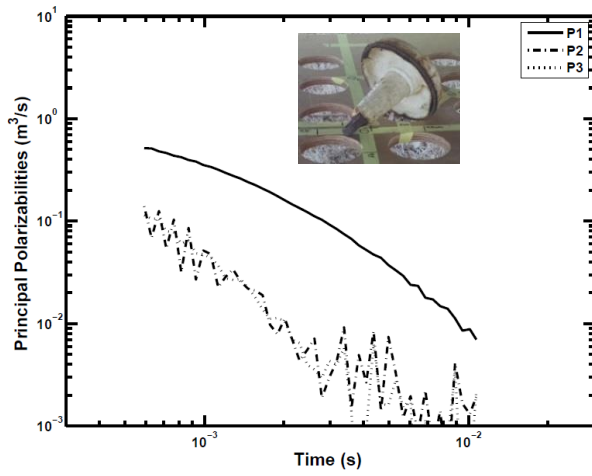 P1
P2
P3
10¹
10⁰
10⁻¹
10⁻²
10⁻³
Principal Polarizabilities (m³/s)
10⁻³
10⁻²
Time (s)